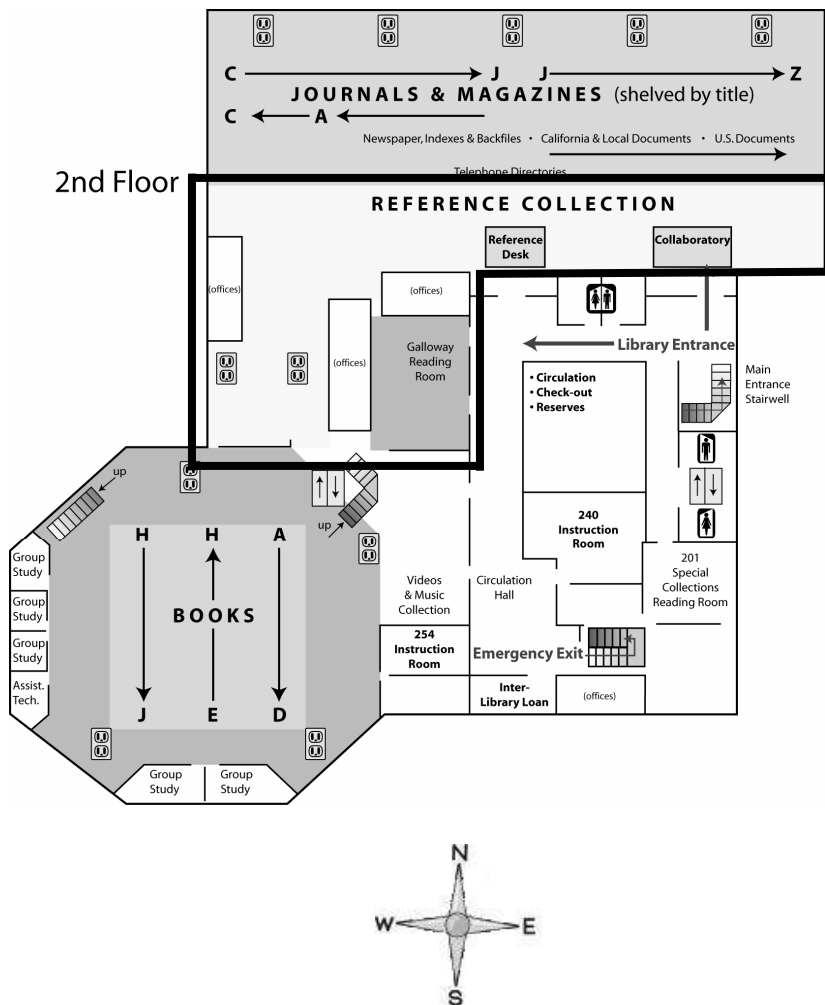 C J J Z
JOURNALS & MAGAZINES (shelved by title)
C A
Newspaper, Indexes & Backfiles • California & Local Documents • U.S. Documents
Telephone Directories
2nd Floor
REFERENCE COLLECTION
Reference
Desk
Collaboratory
(offices)
(offices)
(offices)
Galloway
Reading
Room
Library Entrance
• Circulation
• Check-out
• Reserves
Main
Entrance
Stairwell
up
up
240
Instruction
Room
201
Special
Collections
Reading Room
H H A
BOOKS
J E D
Group
Study
Group
Study
Group
Study
Assist.
Tech.
Videos
& Music
Collection
Circulation
Hall
254
Instruction
Room
Emergency Exit
Inter-
Library Loan
(offices)
Group
Study
Group
Study
N
W E
S